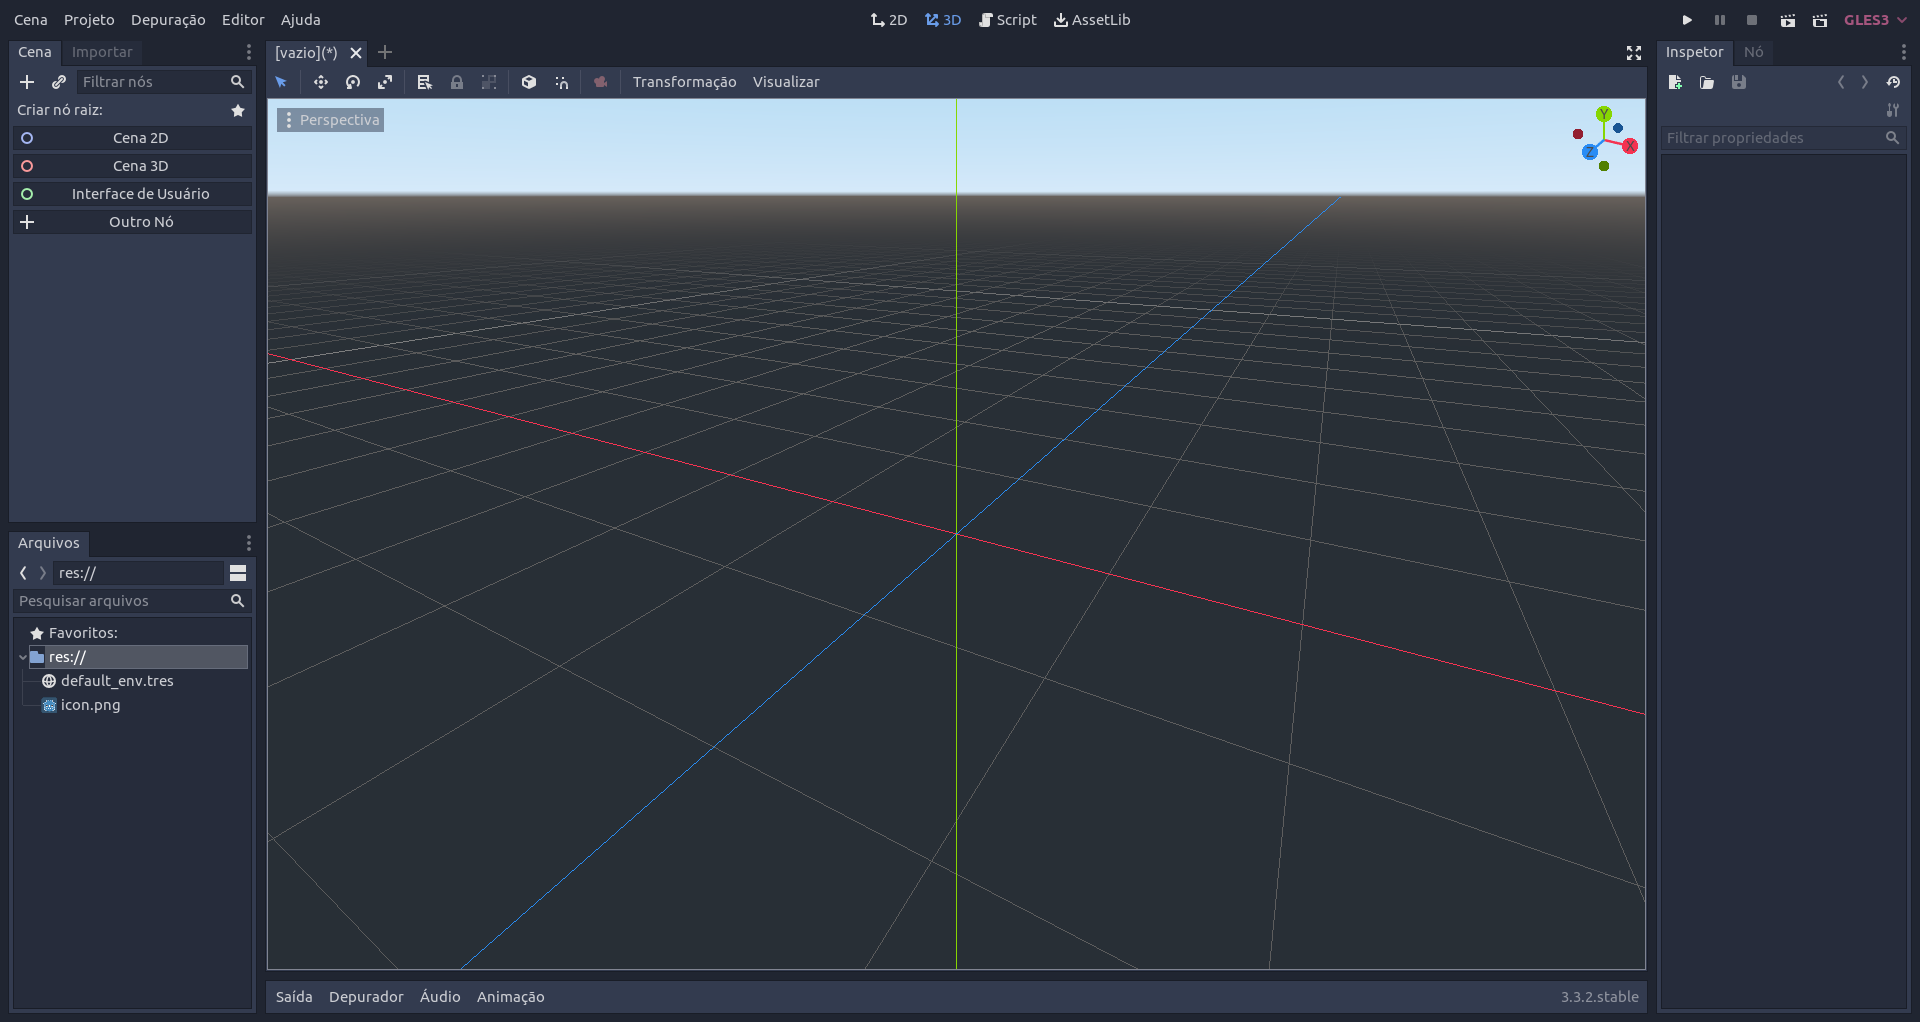 Cena Projeto Depuração Editor Ajuda 2D 3D Script AssetLib GLES3
Cena Importar
Filtrar nós
Criar nó raiz:
Cena 2D
Cena 3D
Interface de Usuário
Outro Nó
Arquivos
res://
Pesquisar arquivos
Favoritos:
res://
default_env.tres
icon.png
[vazio](*)
Transformação Visualizar
Perspectiva
Y
X
Z
Saída Depurador Áudio Animação 3.3.2.stable
Inspetor Nó
Filtrar propriedades